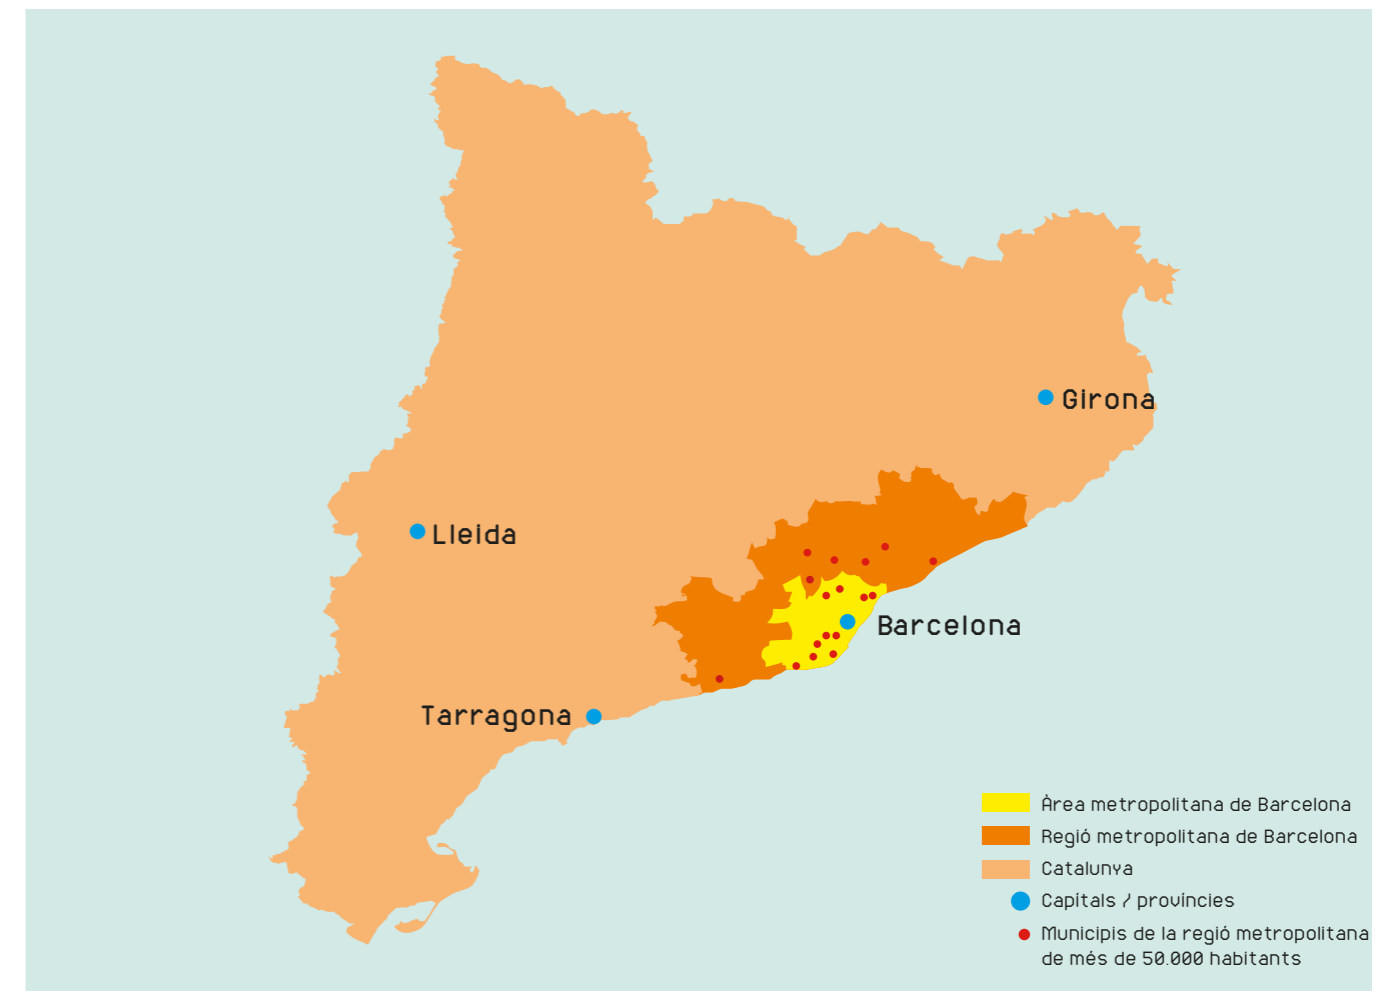 Girona
Lleida
Barcelona
Tarragona
Àrea metropolitana de Barcelona
Regió metropolitana de Barcelona
Catalunya
Capítals / províncies
Municipis de la regió metropolitana
de més de 50.000 habitants